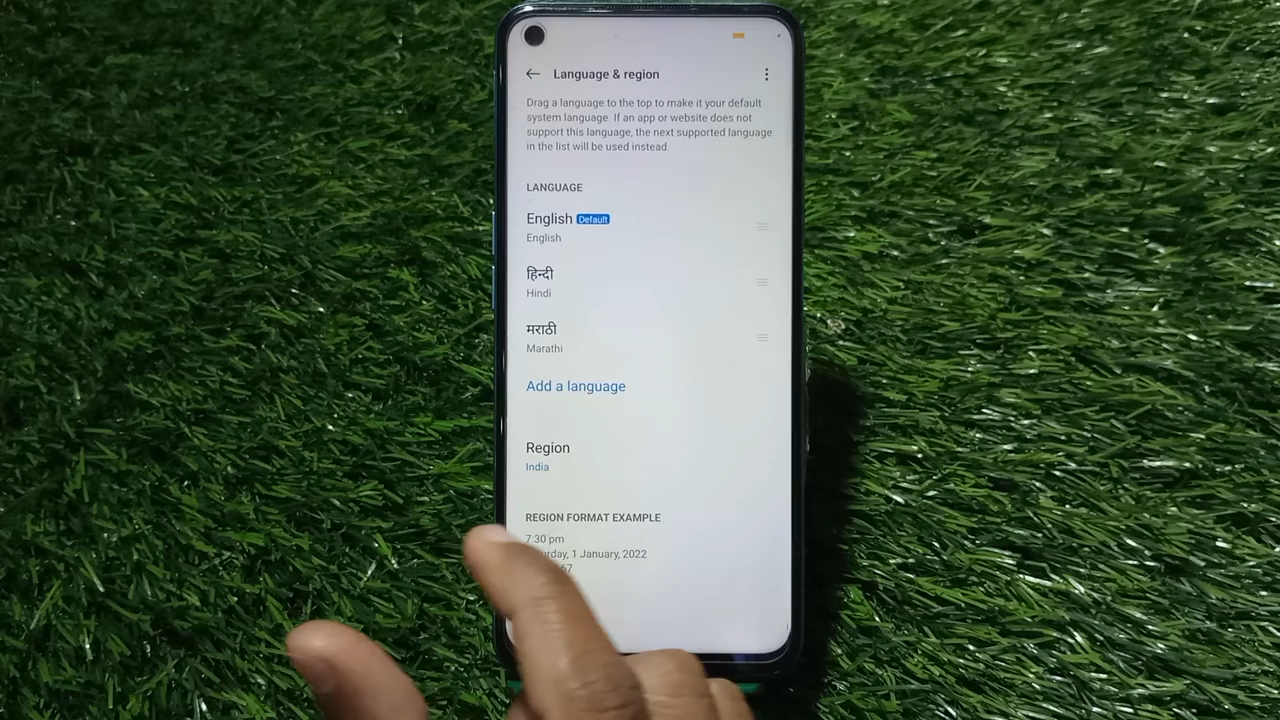 Language & region
Drag a language to the top to make it your default
system language. If an app or website does not
support this language, the next supported language
in the list will be used instead.
LANGUAGE
English Default
English
हिन्दी
Hindi
मराठी
Marathi
Add a language
Region
India
REGION FORMAT EXAMPLE
7:30 pm
1 January, 2022